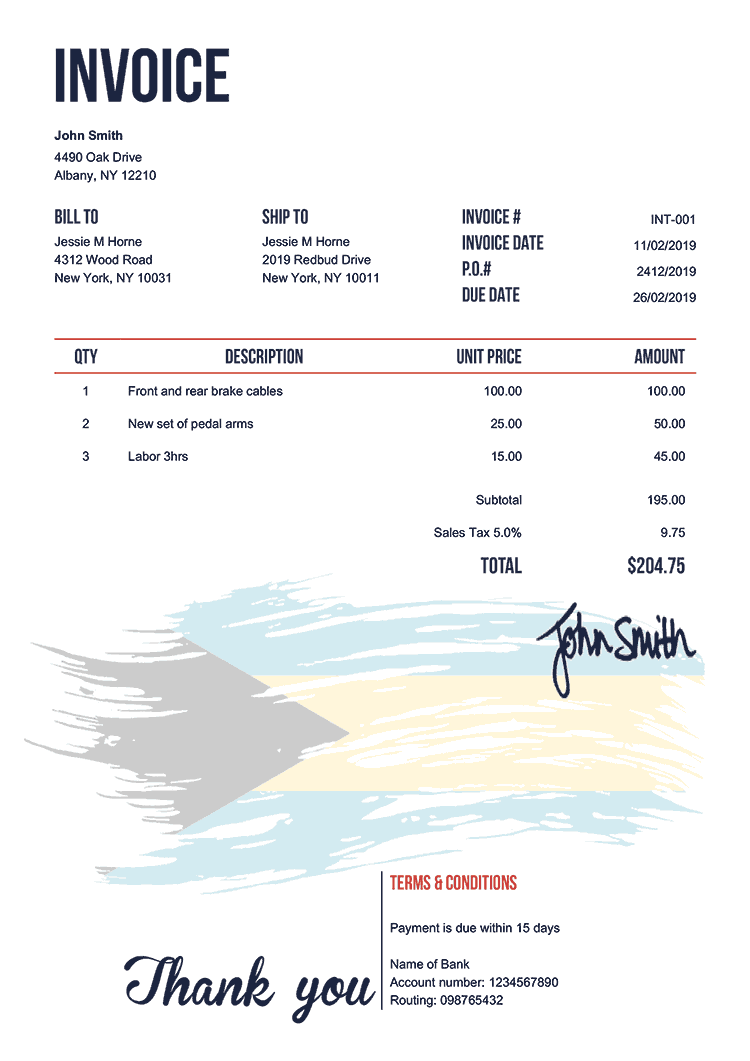 INVOICE
John Smith
4490 Oak Drive
Albany, NY 12210
BILL TO
Jessie M Horne
4312 Wood Road
New York, NY 10031
SHIP TO
Jessie M Horne
2019 Redbud Drive
New York, NY 10011
INVOICE # INT-001
INVOICE DATE 11/02/2019
P.O.# 2412/2019
DUE DATE 26/02/2019
QTY DESCRIPTION UNIT PRICE AMOUNT
1 Front and rear brake cables 100.00 100.00
2 New set of pedal arms 25.00 50.00
3 Labor 3hrs 15.00 45.00
Subtotal 195.00
Sales Tax 5.0% 9.75
TOTAL $204.75
John Smith
TERMS & CONDITIONS
Payment is due within 15 days
Name of Bank
Account number: 1234567890
Routing: 098765432
Thank you